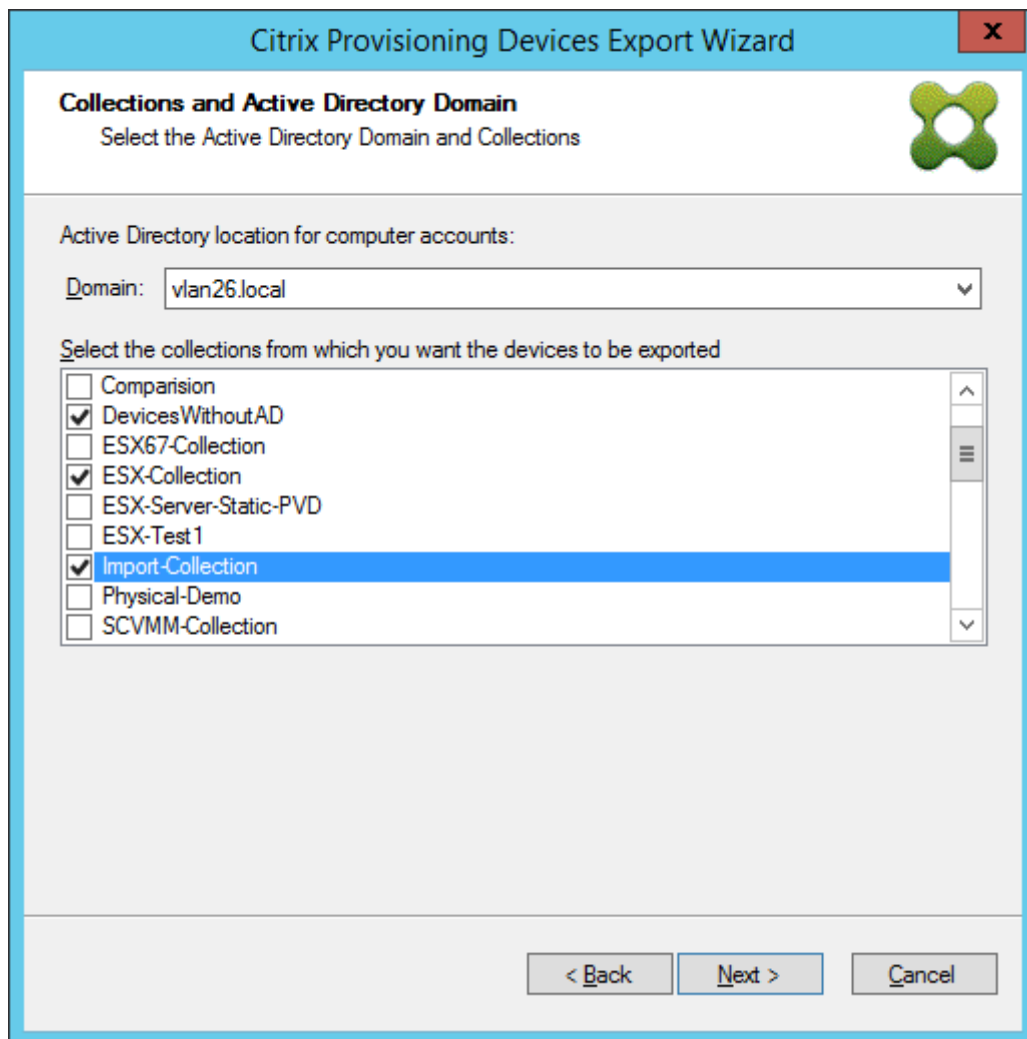 Citrix Provisioning Devices Export Wizard
x
Collections and Active Directory Domain
Select the Active Directory Domain and Collections
Active Directory location for computer accounts:
Domain: vlan26.local
Select the collections from which you want the devices to be exported
Comparision
DevicesWithoutAD
ESX67-Collection
ESX-Collection
ESX-Server-Static-PVD
ESX-Test1
Import-Collection
Physical-Demo
SCVMM-Collection
< Back Next > Cancel